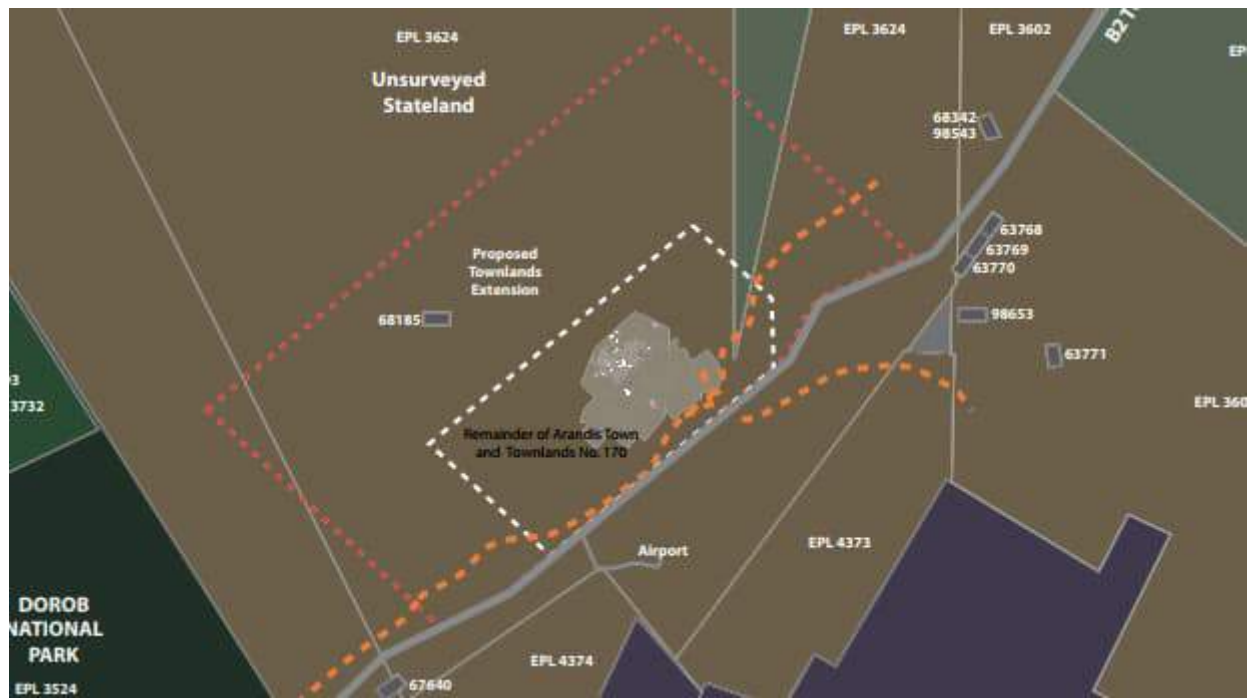 EPL 3624
EPL 3624
EPL 3602
B2
Unsurveyed
Stateland
68342
98543
63768
63769
63770
Proposed
Townlands
Extension
68185
98653
63771
3732
EPL 360
Remainder of Arandis Town
and Townlands No. 170
EPL 4373
Airport
DOROB
NATIONAL
PARK
EPL 4374
EPL 3524
67640